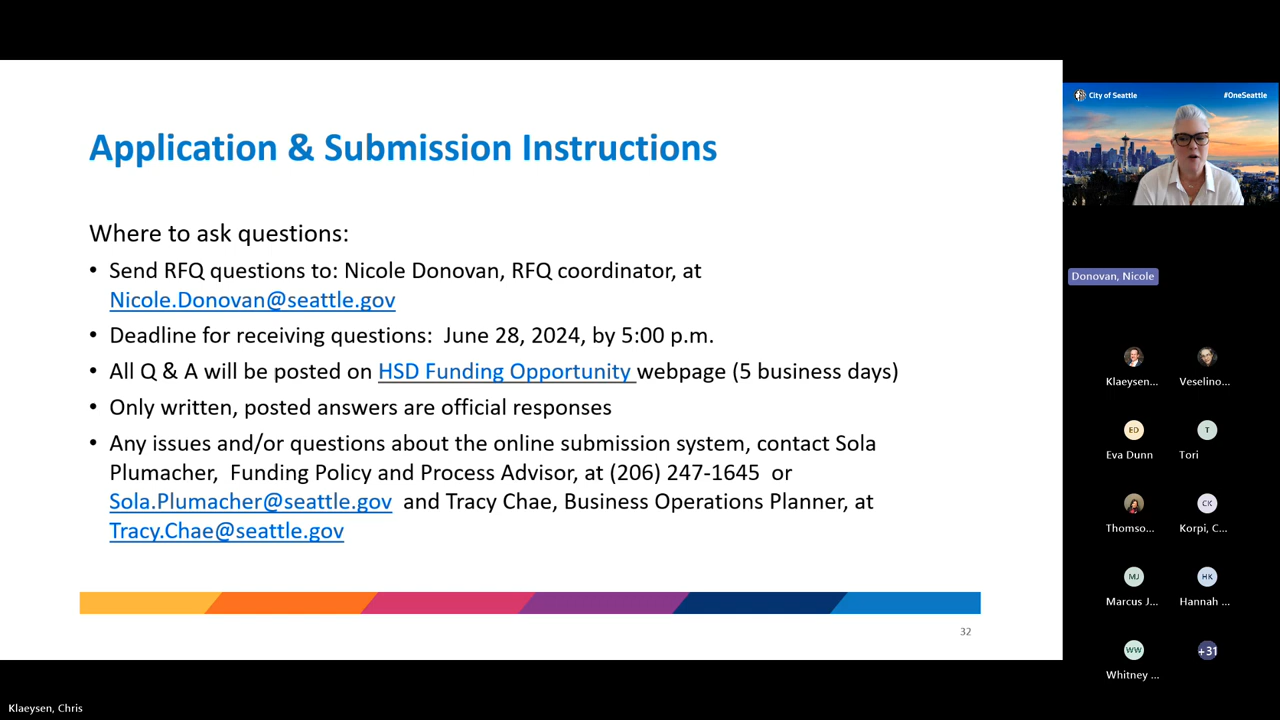 Application & Submission Instructions
Where to ask questions:
• Send RFQ questions to: Nicole Donovan, RFQ coordinator, at
Nicole.Donovan@seattle.gov
• Deadline for receiving questions: June 28, 2024, by 5:00 p.m.
• All Q & A will be posted on HSD Funding Opportunity webpage (5 business days)
• Only written, posted answers are official responses
• Any issues and/or questions about the online submission system, contact Sola
Plumacher, Funding Policy and Process Advisor, at (206) 247-1645 or
Sola.Plumacher@seattle.gov and Tracy Chae, Business Operations Planner, at
Tracy.Chae@seattle.gov
32
City of Seattle
#OneSeattle
Donovan, Nicole
Klaeysen...
Veselino...
ED
T
Eva Dunn
Tori
CK
Thomso...
Korpi, C...
MJ
HK
Marcus J...
Hannah ...
WW
+31
Whitney ...
Klaeysen, Chris